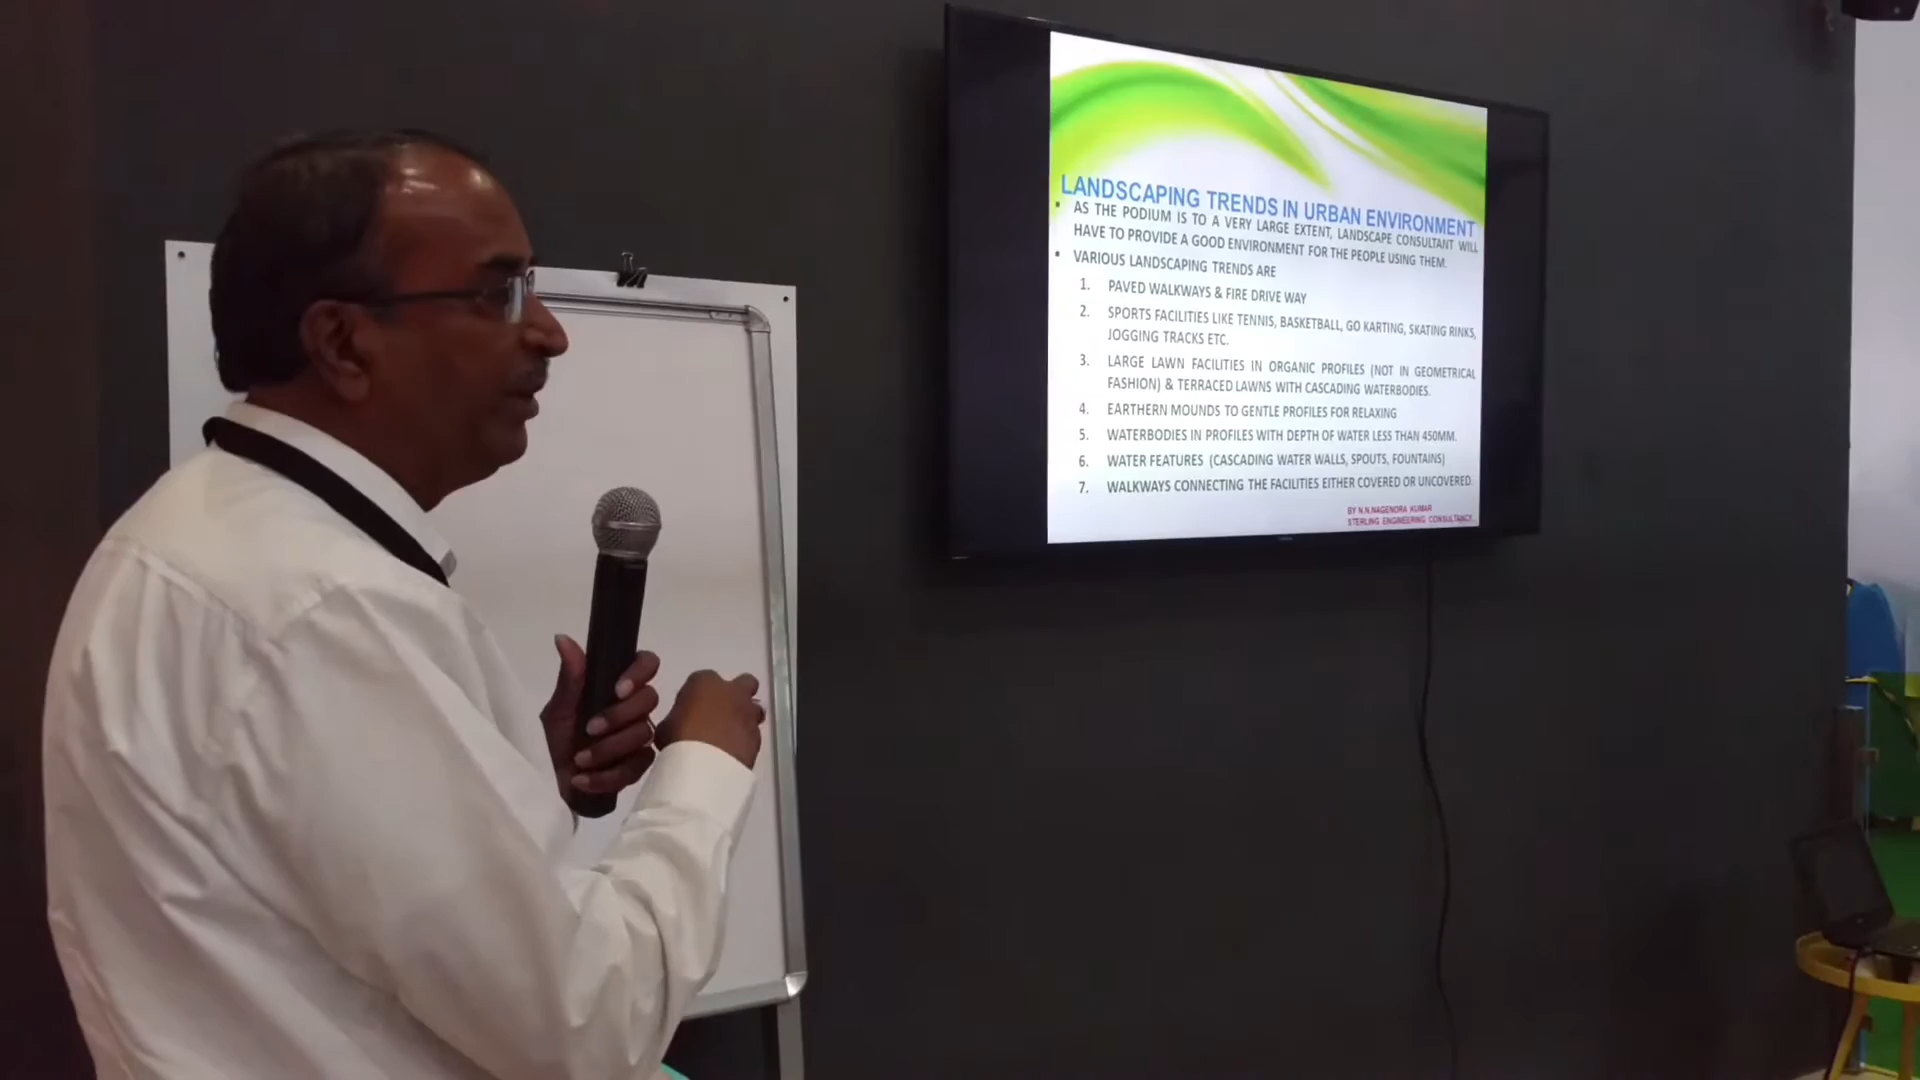 LANDSCAPING TRENDS IN URBAN ENVIRONMENT
▪ AS THE PODIUM IS TO A VERY LARGE EXTENT, LANDSCAPE CONSULTANT WILL
HAVE TO PROVIDE A GOOD ENVIRONMENT FOR THE PEOPLE USING THEM.
▪ VARIOUS LANDSCAPING TRENDS ARE
1. PAVED WALKWAYS & FIRE DRIVE WAY
2. SPORTS FACILITIES LIKE TENNIS, BASKETBALL, GO KARTING, SKATING RINKS,
JOGGING TRACKS ETC.
3. LARGE LAWN FACILITIES IN ORGANIC PROFILES (NOT IN GEOMETRICAL
FASHION) & TERRACED LAWNS WITH CASCADING WATERBODIES.
4. EARTHERN MOUNDS TO GENTLE PROFILES FOR RELAXING
5. WATERBODIES IN PROFILES WITH DEPTH OF WATER LESS THAN 450MM.
6. WATER FEATURES (CASCADING WATER WALLS, SPOUTS, FOUNTAINS)
7. WALKWAYS CONNECTING THE FACILITIES EITHER COVERED OR UNCOVERED.
BY N.N.NAGENDRA KUMAR
STERLING ENGINEERING CONSULTANCY